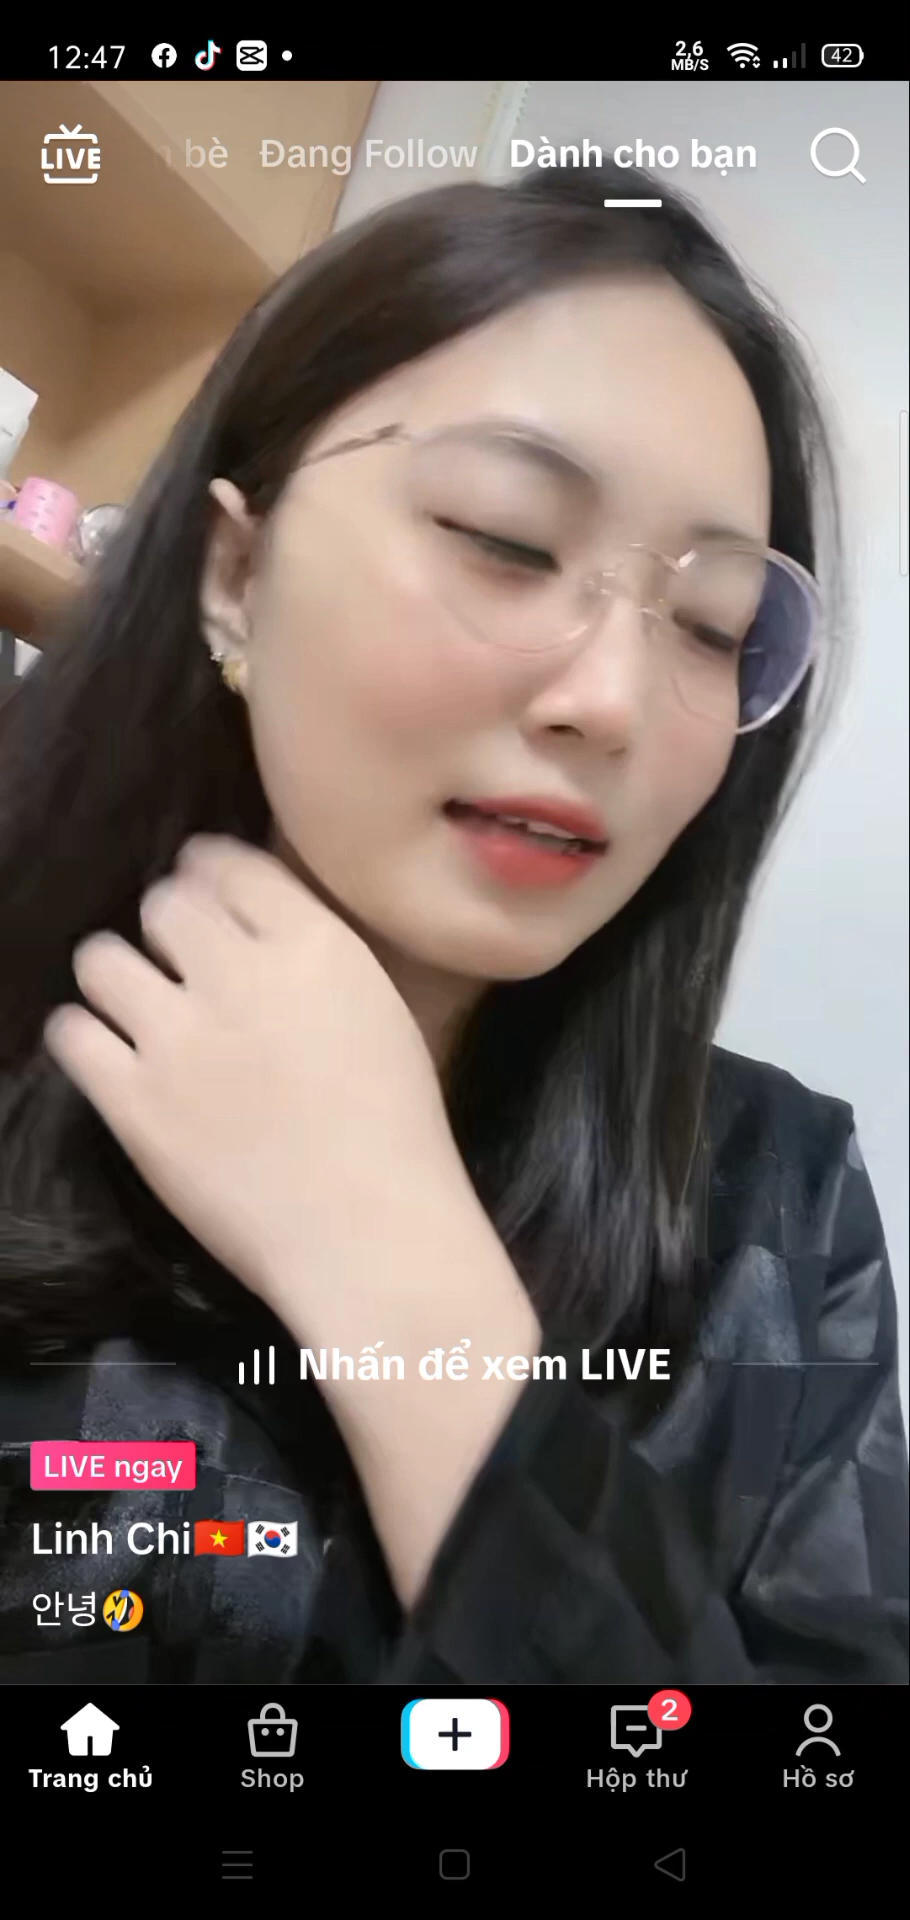 12:47
2,6
MB/S
42
LIVE
bè Đang Follow Dành cho bạn
Nhấn để xem LIVE
LIVE ngay
Linh Chi🇻🇳🇰🇷
안녕🤣
2
Trang chủ Shop Hộp thư Hồ sơ